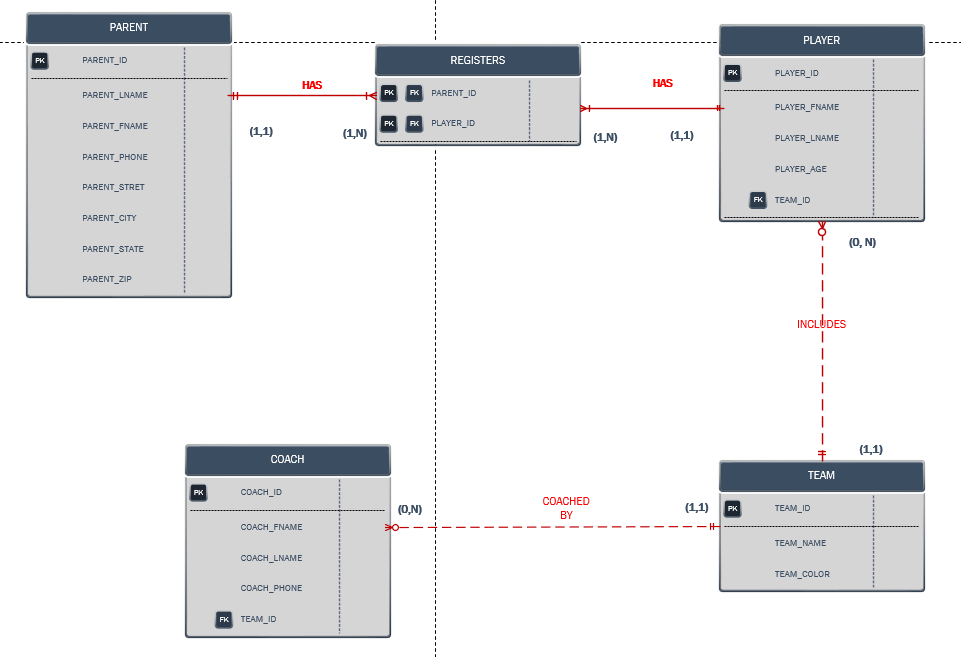 PARENT
PK PARENT_ID
PARENT_LNAME
PARENT_FNAME
PARENT_PHONE
PARENT_STRET
PARENT_CITY
PARENT_STATE
PARENT_ZIP
HAS
(1,1)
(1,N)
REGISTERS
PK FK PARENT_ID
PK FK PLAYER_ID
HAS
(1,N)
(1,1)
PLAYER
PK PLAYER_ID
PLAYER_FNAME
PLAYER_LNAME
PLAYER_AGE
FK TEAM_ID
(0, N)
INCLUDES
(1,1)
COACH
PK COACH_ID
COACH_FNAME
COACH_LNAME
COACH_PHONE
FK TEAM_ID
(0,N)
COACHED
BY
(1,1)
TEAM
PK TEAM_ID
TEAM_NAME
TEAM_COLOR